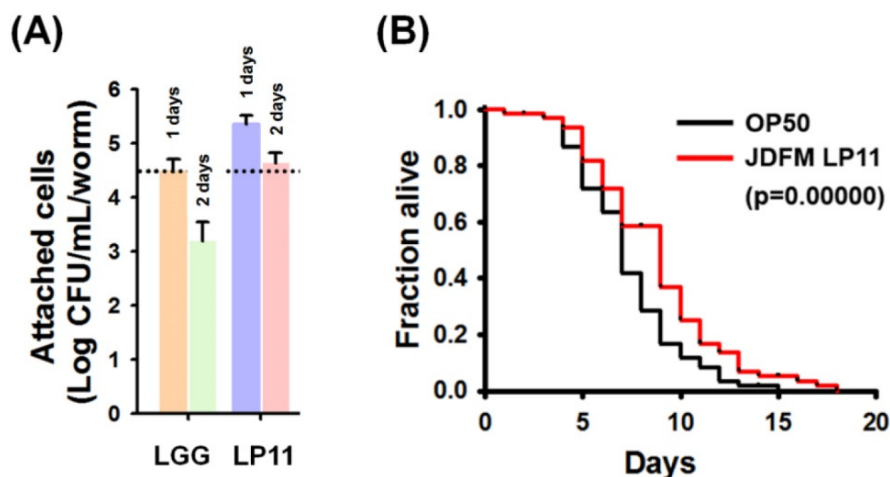 (A)
Attached cells
(Log CFU/mL/worm)
6
5
4
3
2
1
0
1 days
2 days
1 days
2 days
LGG
LP11
(B)
Fraction alive
1.0
0.8
0.6
0.4
0.2
0.0
OP50
JDFM LP11
(p=0.00000)
0 5 10 15 20
Days